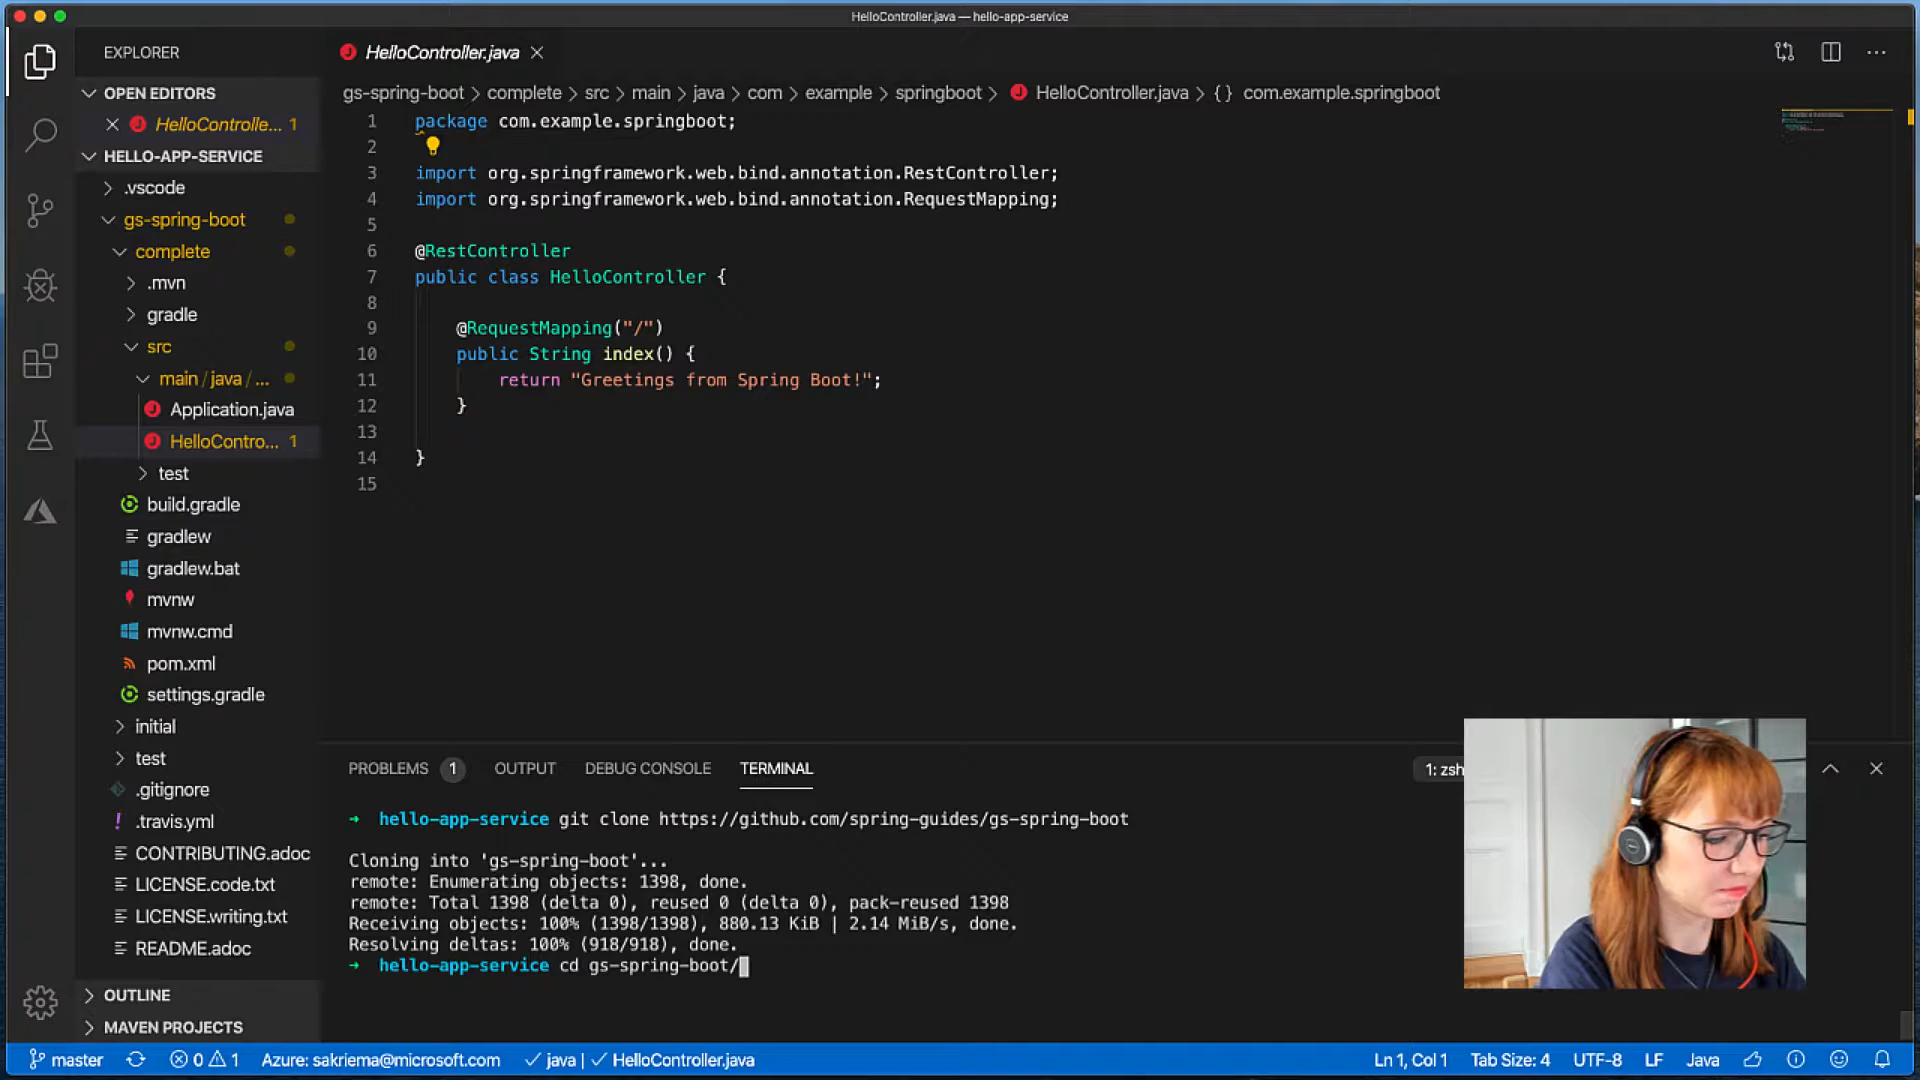 HelloController.java — hello-app-service
EXPLORER
OPEN EDITORS
HelloControlle... 1
HELLO-APP-SERVICE
.vscode
gs-spring-boot
complete
.mvn
gradle
src
main / java / ...
Application.java
HelloContro... 1
test
build.gradle
gradlew
gradlew.bat
mvnw
mvnw.cmd
pom.xml
settings.gradle
initial
test
.gitignore
.travis.yml
CONTRIBUTING.adoc
LICENSE.code.txt
LICENSE.writing.txt
README.adoc
OUTLINE
MAVEN PROJECTS
HelloController.java
gs-spring-boot > complete > src > main > java > com > example > springboot > HelloController.java > {} com.example.springboot
1 package com.example.springboot;
2
3 import org.springframework.web.bind.annotation.RestController;
4 import org.springframework.web.bind.annotation.RequestMapping;
5
6 @RestController
7 public class HelloController {
8
9 @RequestMapping("/")
10 public String index() {
11 return "Greetings from Spring Boot!";
12 }
13
14 }
15
PROBLEMS 1 OUTPUT DEBUG CONSOLE TERMINAL 1: zsh
→ hello-app-service git clone https://github.com/spring-guides/gs-spring-boot
Cloning into 'gs-spring-boot'...
remote: Enumerating objects: 1398, done.
remote: Total 1398 (delta 0), reused 0 (delta 0), pack-reused 1398
Receiving objects: 100% (1398/1398), 880.13 KiB | 2.14 MiB/s, done.
Resolving deltas: 100% (918/918), done.
→ hello-app-service cd gs-spring-boot/
master 0 1 Azure: sakriema@microsoft.com java | HelloController.java Ln 1, Col 1 Tab Size: 4 UTF-8 LF Java